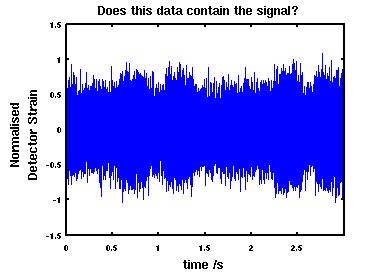 Does this data contain the signal?
1.5
1
0.5
0
-0.5
-1
-1.5
Normalised
Detector Strain
0 0.5 1 1.5 2 2.5
time /s